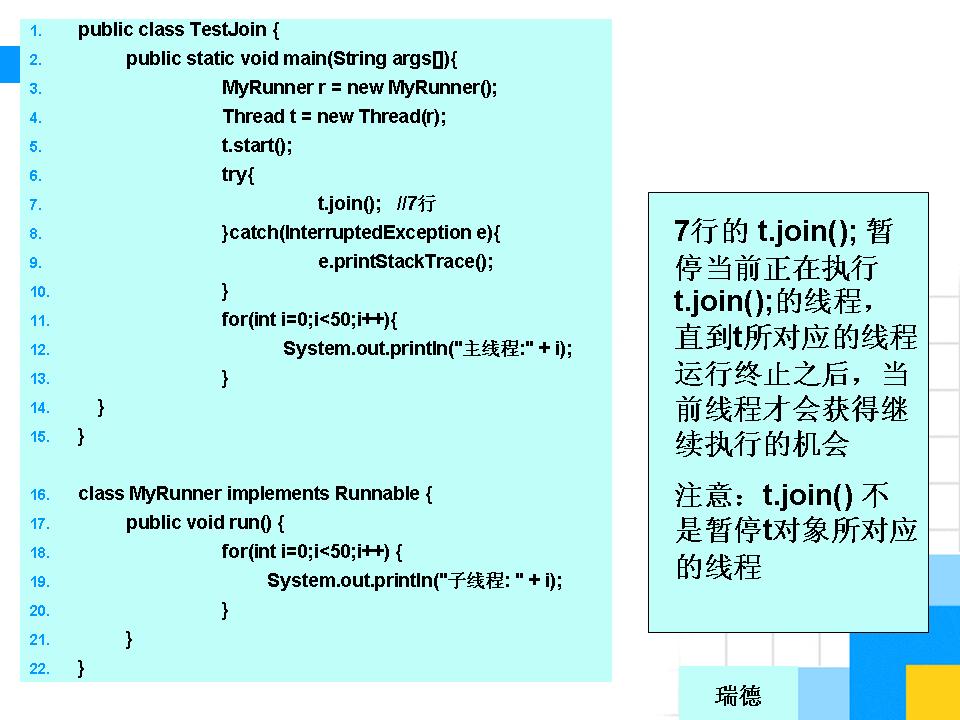 1. public class TestJoin {
2. public static void main(String args[]){
3. MyRunner r = new MyRunner();
4. Thread t = new Thread(r);
5. t.start();
6. try{
7. t.join(); //7行
8. }catch(InterruptedException e){
9. e.printStackTrace();
10. }
11. for(int i=0;i<50;i++){
12. System.out.println("主线程:" + i);
13. }
14. }
15. }
16. class MyRunner implements Runnable {
17. public void run() {
18. for(int i=0;i<50;i++) {
19. System.out.println("子线程: " + i);
20. }
21. }
22. }
7行的 t.join(); 暂
停当前正在执行
t.join();的线程，
直到t所对应的线程
运行终止之后，当
前线程才会获得继
续执行的机会
注意：t.join() 不
是暂停t对象所对应
的线程
瑞德